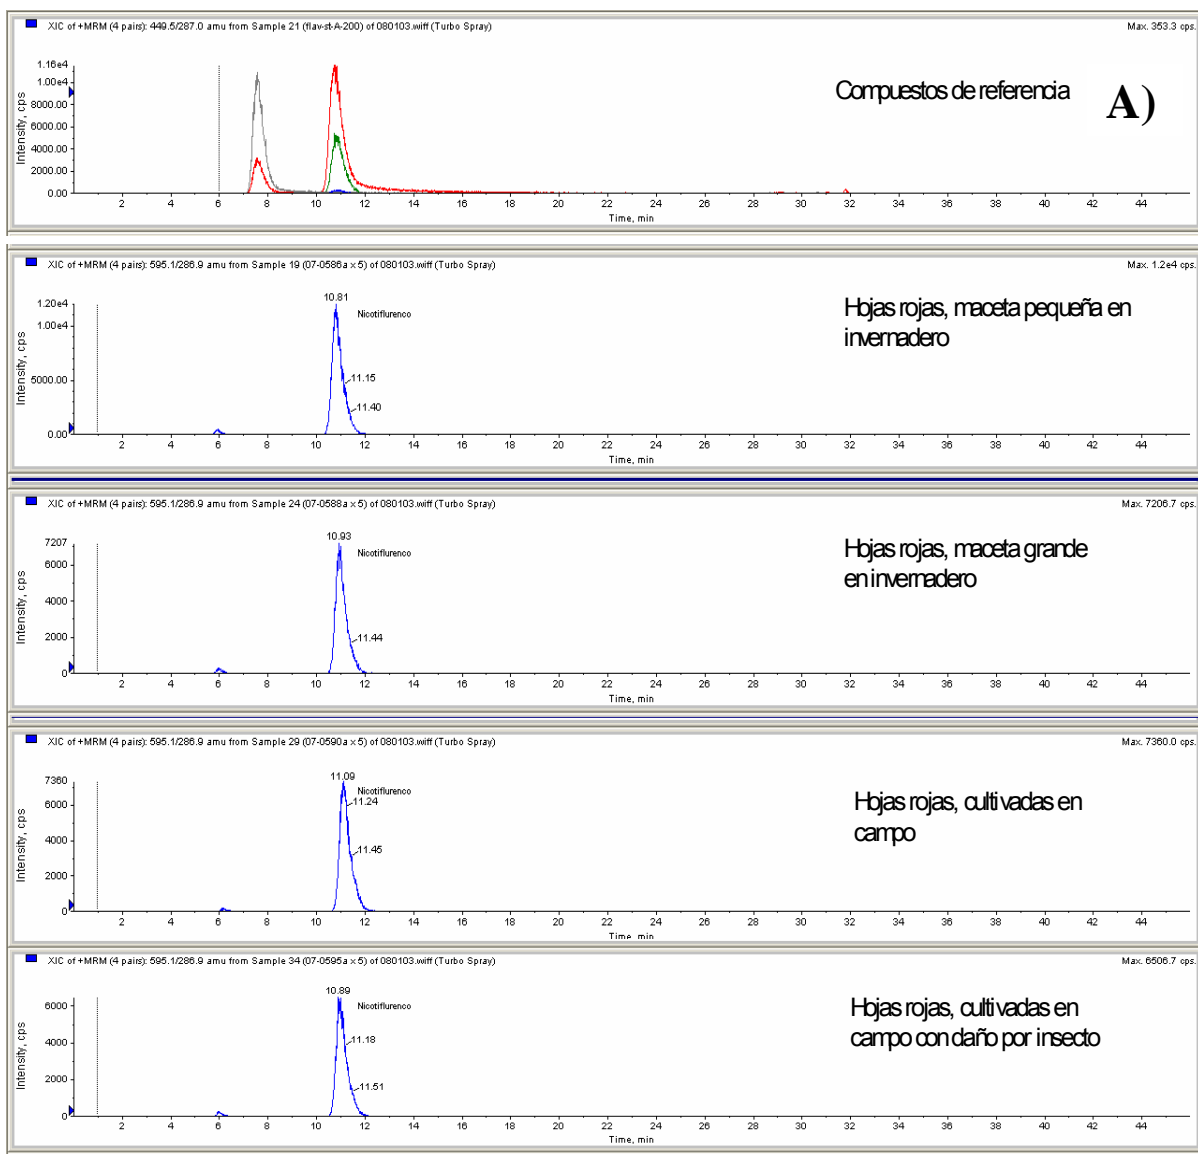 XIC of +MRM (4 pairs): 449.5/287.0 amu from Sample 21 (flav-st-A-200) of 080103.wiff (Turbo Spray)
Max. 353.3 cps.
Compuestos de referencia
A)
Intensity, cps
1.16e4
1.00e4
8000.00
6000.00
4000.00
2000.00
0.00
2 4 6 8 10 12 14 16 18 20 22 24 26 28 30 32 34 36 38 40 42 44
Time, min
XIC of +MRM (4 pairs): 595.1/286.9 amu from Sample 19 (07-0586a x 5) of 080103.wiff (Turbo Spray)
Max. 1.2e4 cps.
10.81
Nicotiflurenco
11.15
11.40
Hojas rojas, maceta pequeña en
invernadero
Intensity, cps
1.20e4
1.00e4
5000.00
0.00
2 4 6 8 10 12 14 16 18 20 22 24 26 28 30 32 34 36 38 40 42 44
Time, min
XIC of +MRM (4 pairs): 595.1/286.9 amu from Sample 24 (07-0588a x 5) of 080103.wiff (Turbo Spray)
Max. 7206.7 cps.
10.93
Nicotiflurenco
11.44
Hojas rojas, maceta grande
en invernadero
Intensity, cps
7207
6000
4000
2000
0
2 4 6 8 10 12 14 16 18 20 22 24 26 28 30 32 34 36 38 40 42 44
Time, min
XIC of +MRM (4 pairs): 595.1/286.9 amu from Sample 29 (07-0590a x 5) of 080103.wiff (Turbo Spray)
Max. 7360.0 cps.
11.09
Nicotiflurenco
11.24
11.45
Hojas rojas, cultivadas en
campo
Intensity, cps
7360
6000
4000
2000
0
2 4 6 8 10 12 14 16 18 20 22 24 26 28 30 32 34 36 38 40 42 44
Time, min
XIC of +MRM (4 pairs): 595.1/286.9 amu from Sample 34 (07-0595a x 5) of 080103.wiff (Turbo Spray)
Max. 6506.7 cps.
10.89
Nicotiflurenco
11.18
11.51
Hojas rojas, cultivadas en
campo con daño por insecto
Intensity, cps
6000
4000
2000
0
2 4 6 8 10 12 14 16 18 20 22 24 26 28 30 32 34 36 38 40 42 44
Time, min